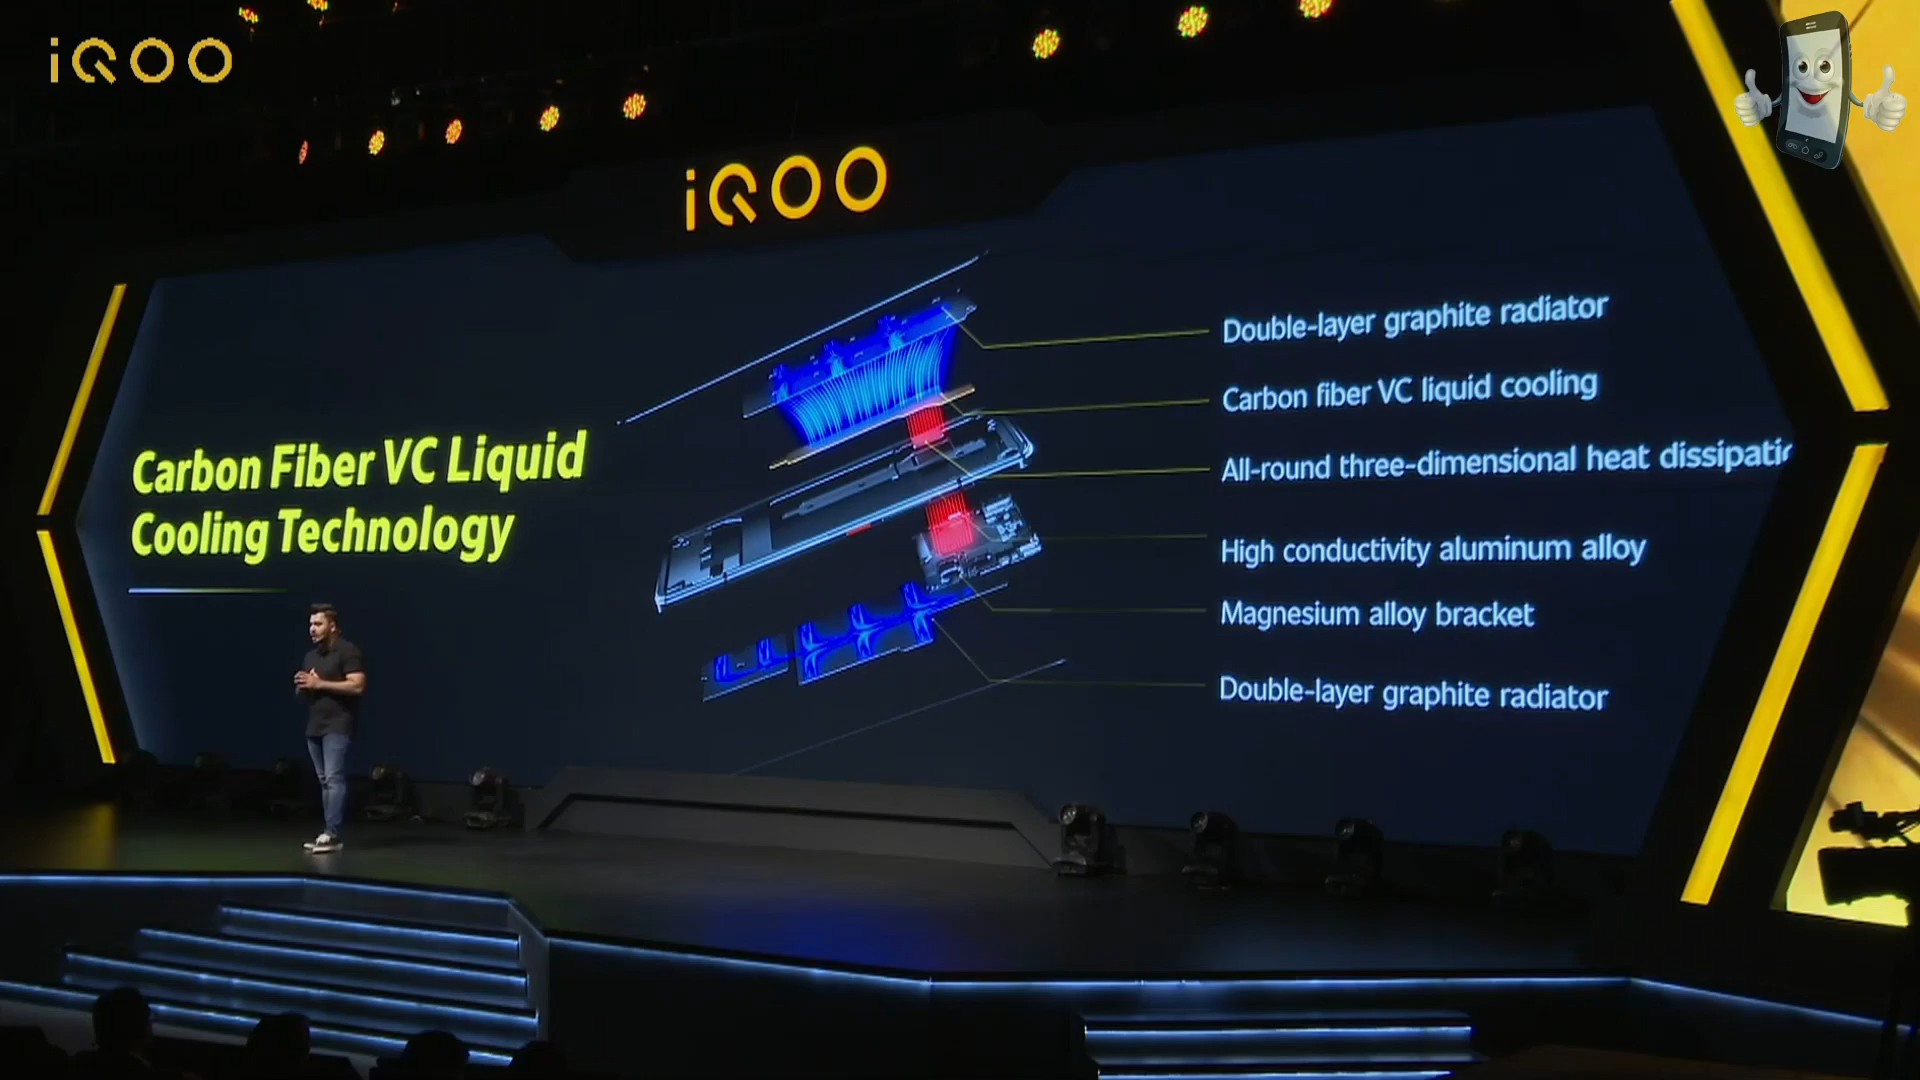 iQOO
iQOO
Carbon Fiber VC Liquid
Cooling Technology
Double-layer graphite radiator
Carbon fiber VC liquid cooling
All-round three-dimensional heat dissipatio
High conductivity aluminum alloy
Magnesium alloy bracket
Double-layer graphite radiator